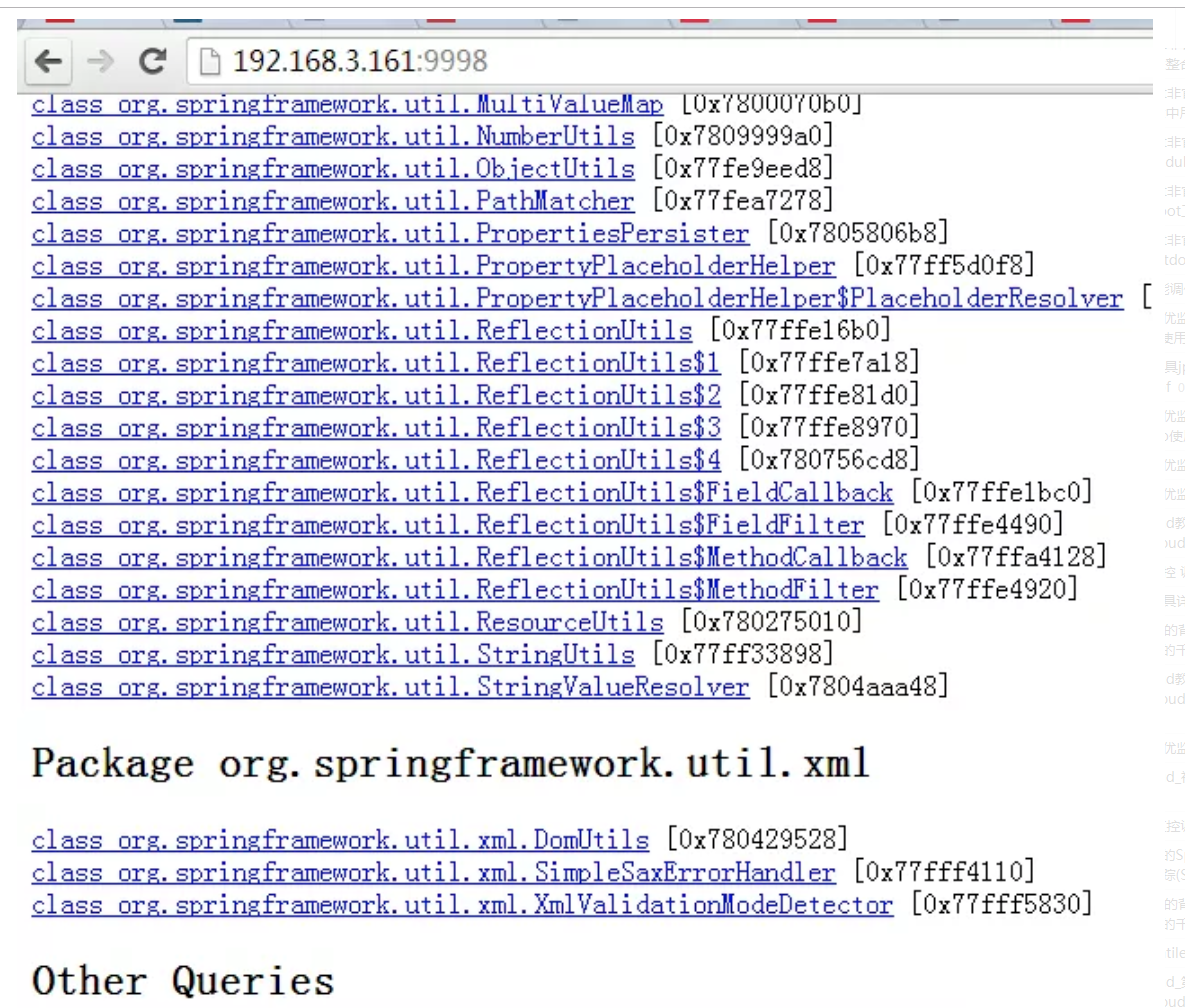 192.168.3.161:9998
class org.springframework.util.MultiValueMap [0x7800070b0]
class org.springframework.util.NumberUtils [0x7809999a0]
class org.springframework.util.ObjectUtils [0x77fe9eed8]
class org.springframework.util.PathMatcher [0x77fea7278]
class org.springframework.util.PropertiesPersister [0x7805806b8]
class org.springframework.util.PropertyPlaceholderHelper [0x77ff5d0f8]
class org.springframework.util.PropertyPlaceholderHelper$PlaceholderResolver [
class org.springframework.util.ReflectionUtils [0x77ffe16b0]
class org.springframework.util.ReflectionUtils$1 [0x77ffe7a18]
class org.springframework.util.ReflectionUtils$2 [0x77ffe81d0]
class org.springframework.util.ReflectionUtils$3 [0x77ffe8970]
class org.springframework.util.ReflectionUtils$4 [0x780756cd8]
class org.springframework.util.ReflectionUtils$FieldCallback [0x77ffe1bc0]
class org.springframework.util.ReflectionUtils$FieldFilter [0x77ffe4490]
class org.springframework.util.ReflectionUtils$MethodCallback [0x77ffa4128]
class org.springframework.util.ReflectionUtils$MethodFilter [0x77ffe4920]
class org.springframework.util.ResourceUtils [0x780275010]
class org.springframework.util.StringUtils [0x77ff33898]
class org.springframework.util.StringValueResolver [0x7804aaa48]
Package org.springframework.util.xml
class org.springframework.util.xml.DomUtils [0x780429528]
class org.springframework.util.xml.SimpleSaxErrorHandler [0x77fff4110]
class org.springframework.util.xml.XmlValidationModeDetector [0x77fff5830]
Other Queries